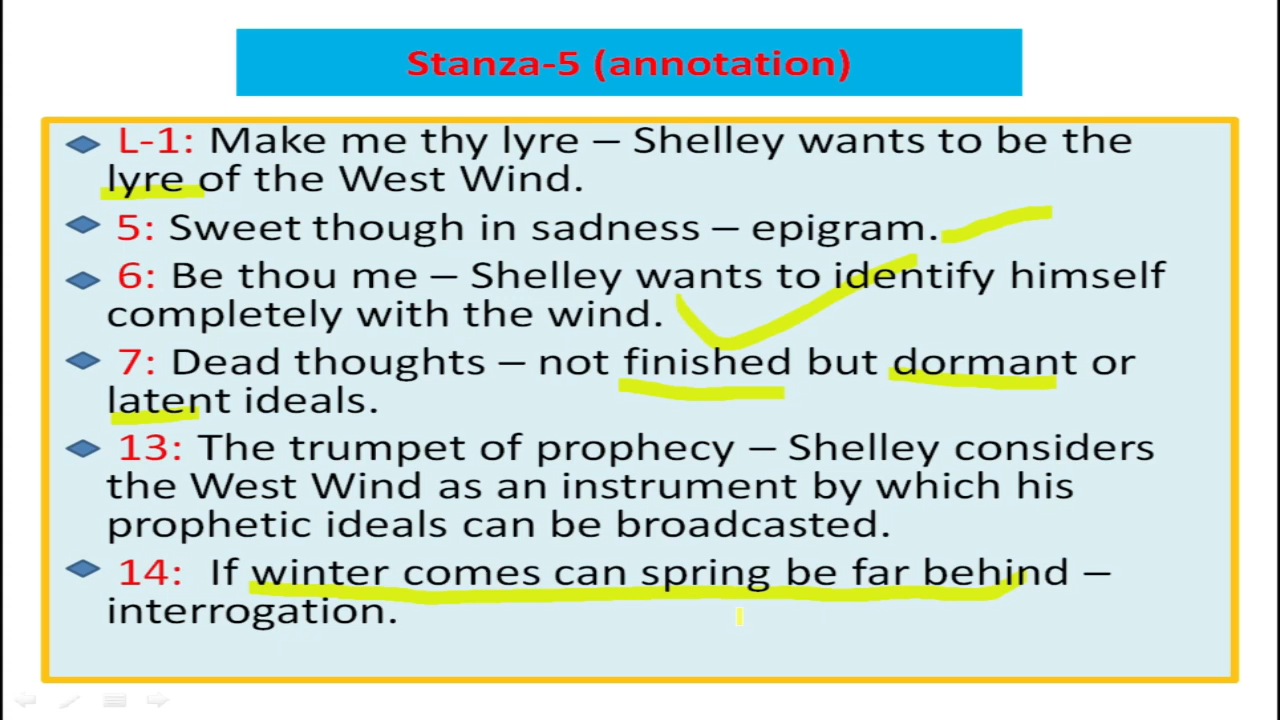 Stanza-5 (annotation)
L-1: Make me thy lyre – Shelley wants to be the
lyre of the West Wind.
5: Sweet though in sadness – epigram.
6: Be thou me – Shelley wants to identify himself
completely with the wind.
7: Dead thoughts – not finished but dormant or
latent ideals.
13: The trumpet of prophecy – Shelley considers
the West Wind as an instrument by which his
prophetic ideals can be broadcasted.
14: If winter comes can spring be far behind –
interrogation.